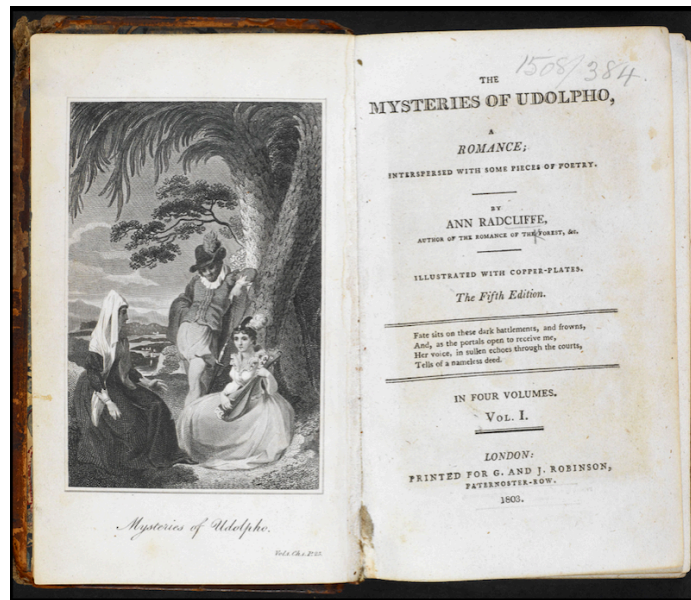 Mysteries of Udolpho.
1508/384.
THE
MYSTERIES OF UDOLPHO,
A
ROMANCE;
INTERSPERSED WITH SOME PIECES OF POETRY.
BY
ANN RADCLIFFE,
AUTHOR OF THE ROMANCE OF THE FOREST, &c.
ILLUSTRATED WITH COPPER-PLATES.
The Fifth Edition.
Fate sits on these dark battlements, and frowns,
And, as the portals open to receive me,
Her voice, in sullen echoes through the courts,
Tells of a nameless deed.
IN FOUR VOLUMES.
VOL. I.
LONDON:
PRINTED FOR G. AND J. ROBINSON,
PATERNOSTER-ROW.
1803.